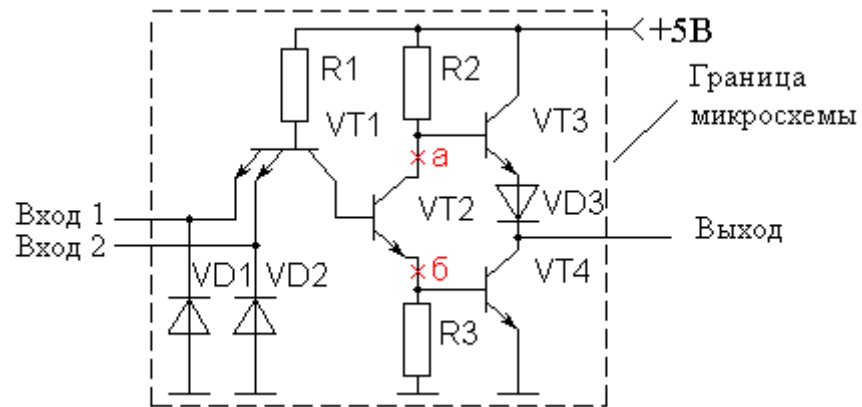 +5В
R1
R2
Граница
микросхемы
VT1
VT3
а
VT2
VD3
Вход 1
Вход 2
Выход
VD1
VD2
б
VT4
R3